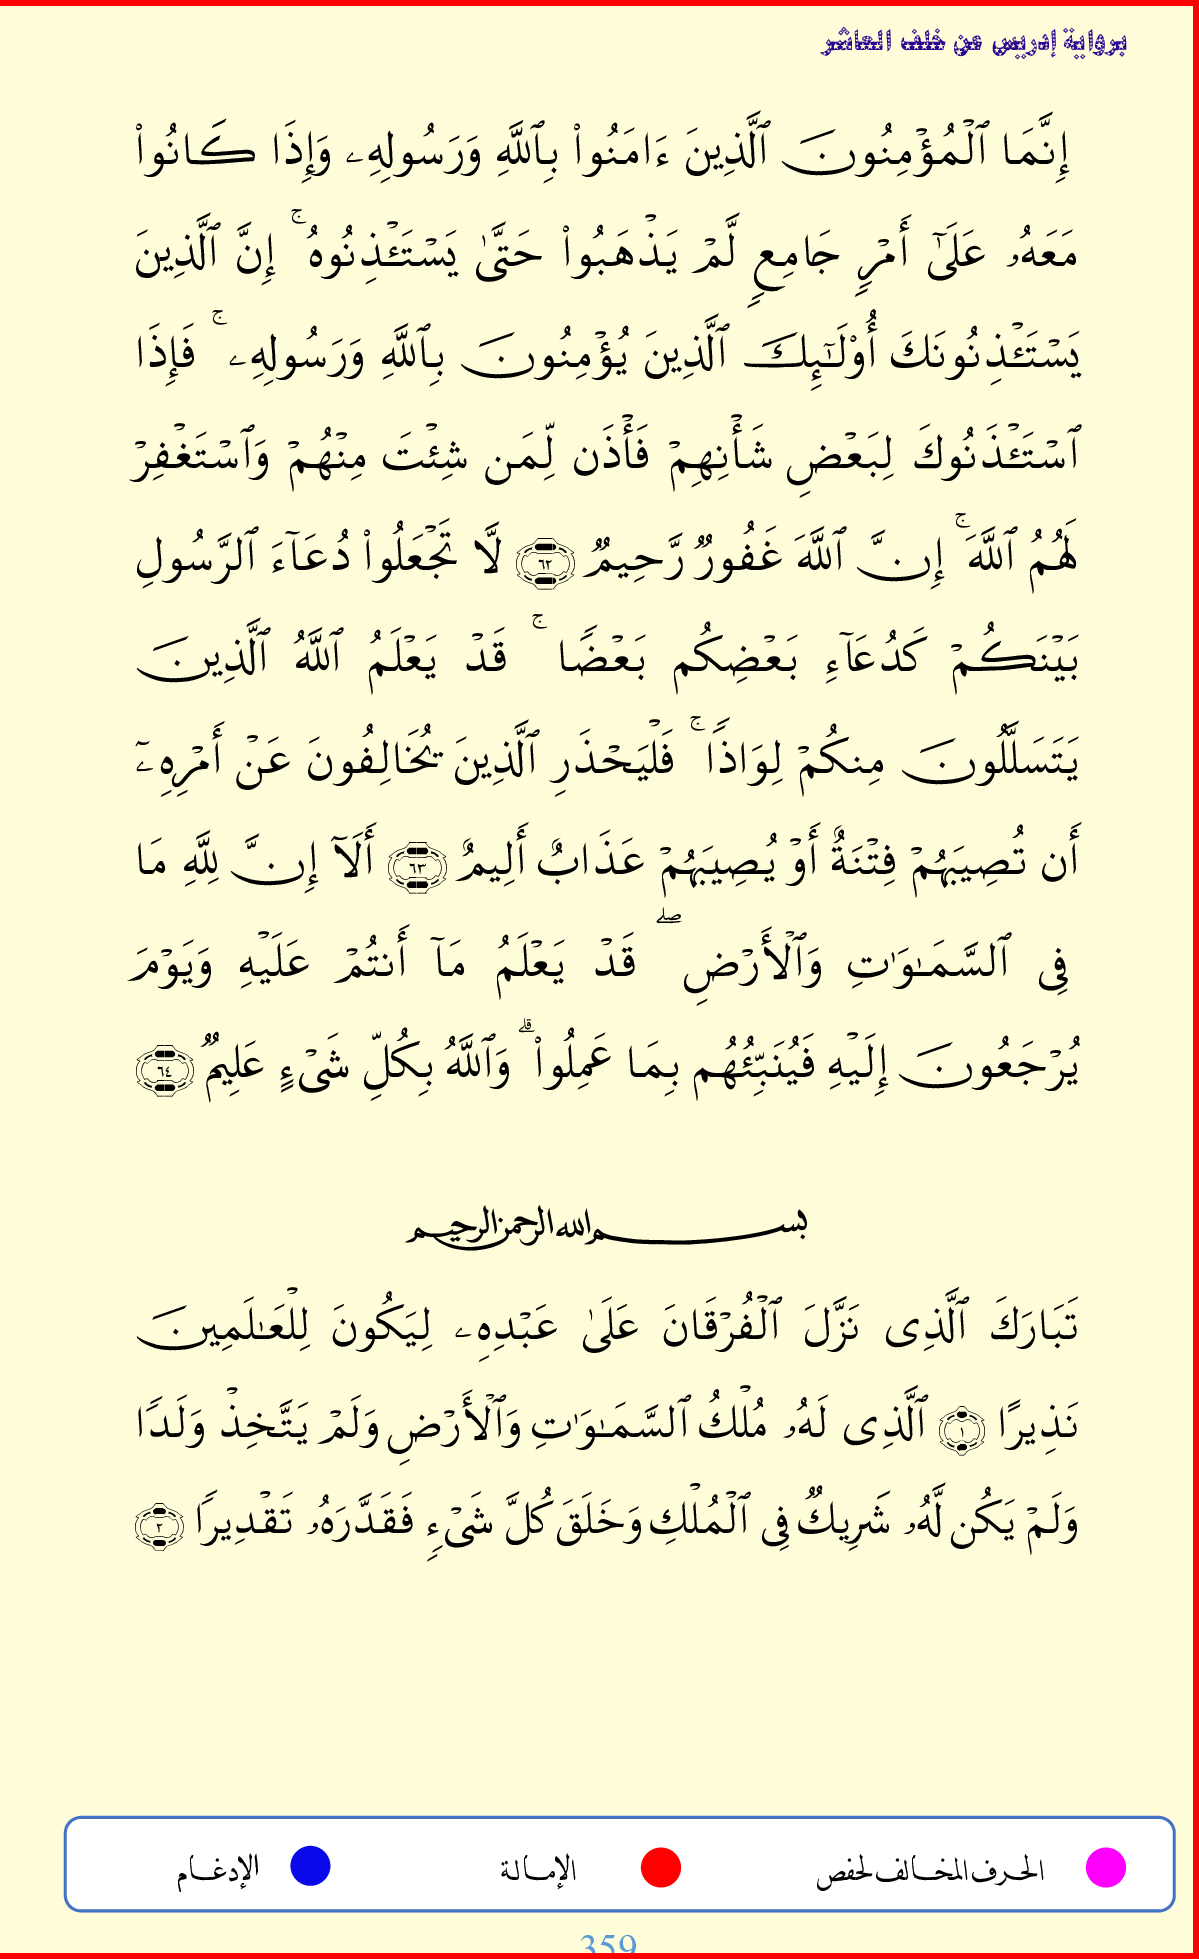 برواية إدريس عن خلف العاشر
إِنَّمَا ٱلْمُؤْمِنُونَ ٱلَّذِينَ ءَامَنُوا۟ بِٱللَّهِ وَرَسُولِهِۦ وَإِذَا كَانُوا۟
مَعَهُۥ عَلَىٰٓ أَمْرٍ جَامِعٍ لَّمْ يَذْهَبُوا۟ حَتَّىٰ يَسْتَـْٔذِنُوهُ ۚ إِنَّ ٱلَّذِينَ
يَسْتَـْٔذِنُونَكَ أُو۟لَـٰٓئِكَ ٱلَّذِينَ يُؤْمِنُونَ بِٱللَّهِ وَرَسُولِهِۦ ۚ فَإِذَا
ٱسْتَـْٔذَنُوكَ لِبَعْضِ شَأْنِهِمْ فَأْذَن لِّمَن شِئْتَ مِنْهُمْ وَٱسْتَغْفِرْ
لَهُمُ ٱللَّهَ ۚ إِنَّ ٱللَّهَ غَفُورٌ رَّحِيمٌ ٦٢ لَّا تَجْعَلُوا۟ دُعَآءَ ٱلرَّسُولِ
بَيْنَكُمْ كَدُعَآءِ بَعْضِكُم بَعْضًا ۚ قَدْ يَعْلَمُ ٱللَّهُ ٱلَّذِينَ
يَتَسَلَّلُونَ مِنكُمْ لِوَاذًا ۚ فَلْيَحْذَرِ ٱلَّذِينَ يُخَالِفُونَ عَنْ أَمْرِهِۦٓ
أَن تُصِيبَهُمْ فِتْنَةٌ أَوْ يُصِيبَهُمْ عَذَابٌ أَلِيمٌ ٦٣ أَلَآ إِنَّ لِلَّهِ مَا
فِى ٱلسَّمَـٰوَٰتِ وَٱلْأَرْضِ ۖ قَدْ يَعْلَمُ مَآ أَنتُمْ عَلَيْهِ وَيَوْمَ
يُرْجَعُونَ إِلَيْهِ فَيُنَبِّئُهُم بِمَا عَمِلُوا۟ ۗ وَٱللَّهُ بِكُلِّ شَىْءٍ عَلِيمٌ ٦٤
بسم الله الرحمن الرحيم
تَبَارَكَ ٱلَّذِى نَزَّلَ ٱلْفُرْقَانَ عَلَىٰ عَبْدِهِۦ لِيَكُونَ لِلْعَـٰلَمِينَ
نَذِيرًا ١ ٱلَّذِى لَهُۥ مُلْكُ ٱلسَّمَـٰوَٰتِ وَٱلْأَرْضِ وَلَمْ يَتَّخِذْ وَلَدًا
وَلَمْ يَكُن لَّهُۥ شَرِيكٌ فِى ٱلْمُلْكِ وَخَلَقَ كُلَّ شَىْءٍ فَقَدَّرَهُۥ تَقْدِيرًا ٢
الحرف المخالف لحفص الإمالة الإدغام
359